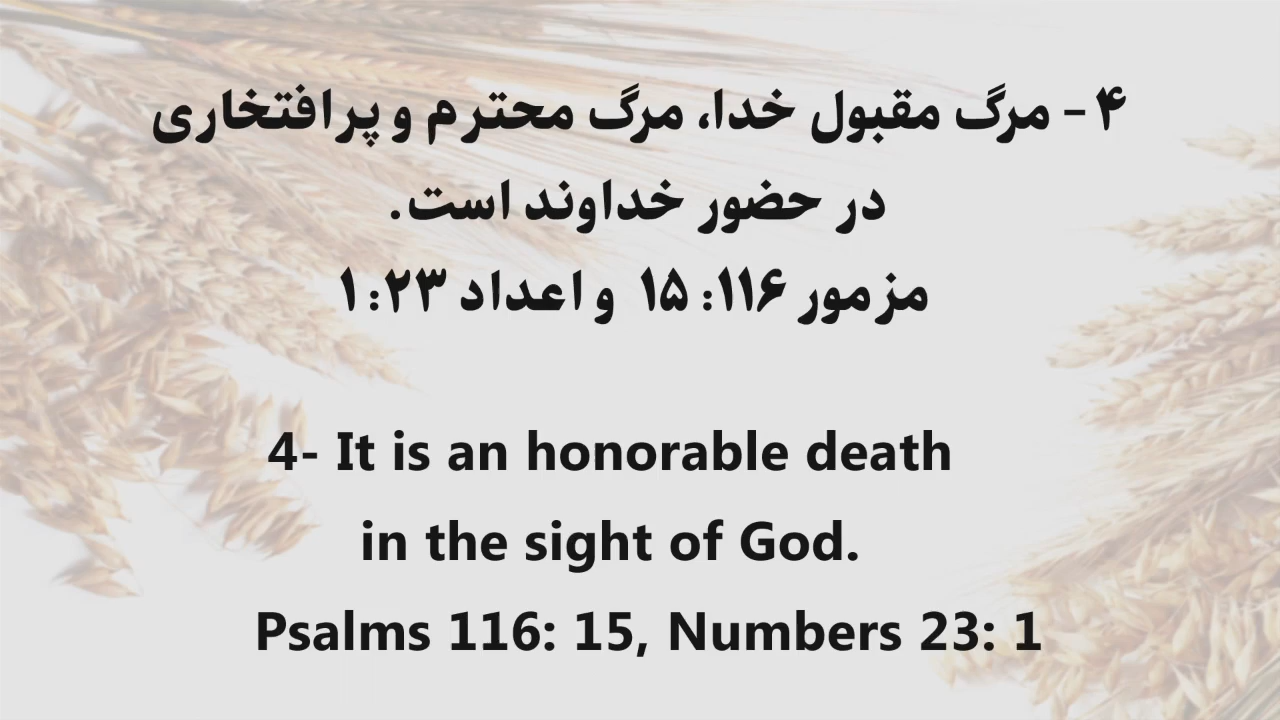 ۴ - مرگ مقبول خدا، مرگ محترم و پرافتخاری
در حضور خداوند است.
مزمور ۱۱۶: ۱۵ و اعداد ۲۳: ۱
4- It is an honorable death
in the sight of God.
Psalms 116: 15, Numbers 23: 1